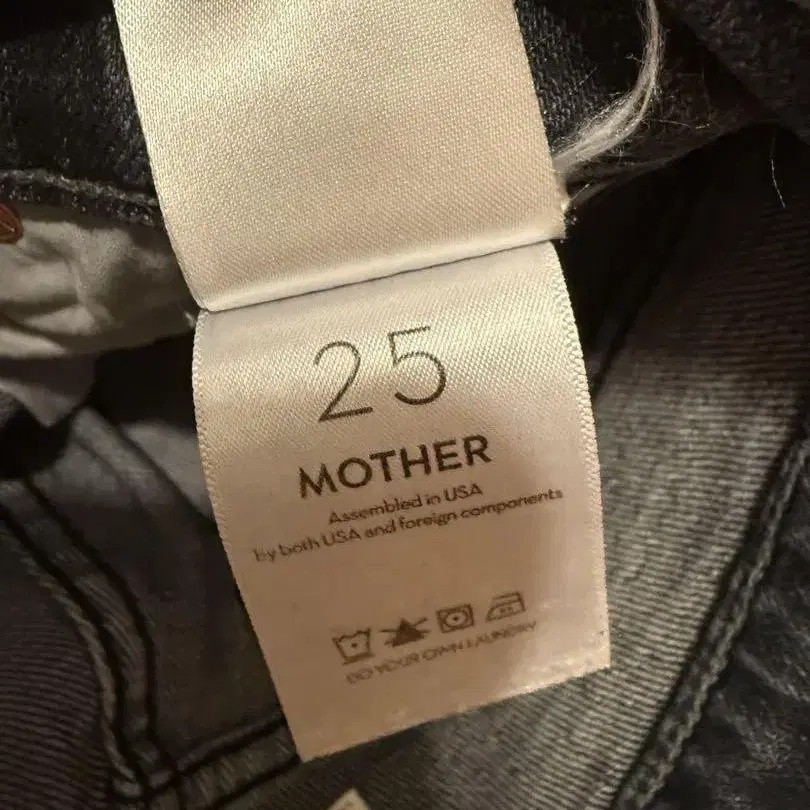 25
MOTHER
Assembled in USA
by both USA and foreign components
DO YOUR OWN LAUNDRY